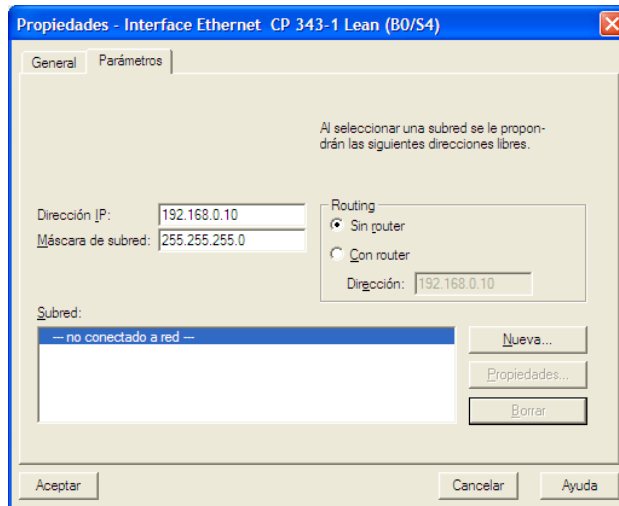 Propiedades - Interface Ethernet CP 343-1 Lean (B0/S4)
General
Parámetros
Al seleccionar una subred se le propon-
drán las siguientes direcciones libres.
Dirección IP: 192.168.0.10
Máscara de subred: 255.255.255.0
Routing
Sin router
Con router
Dirección: 192.168.0.10
Subred:
--- no conectado a red ---
Nueva...
Propiedades...
Borrar
Aceptar
Cancelar
Ayuda